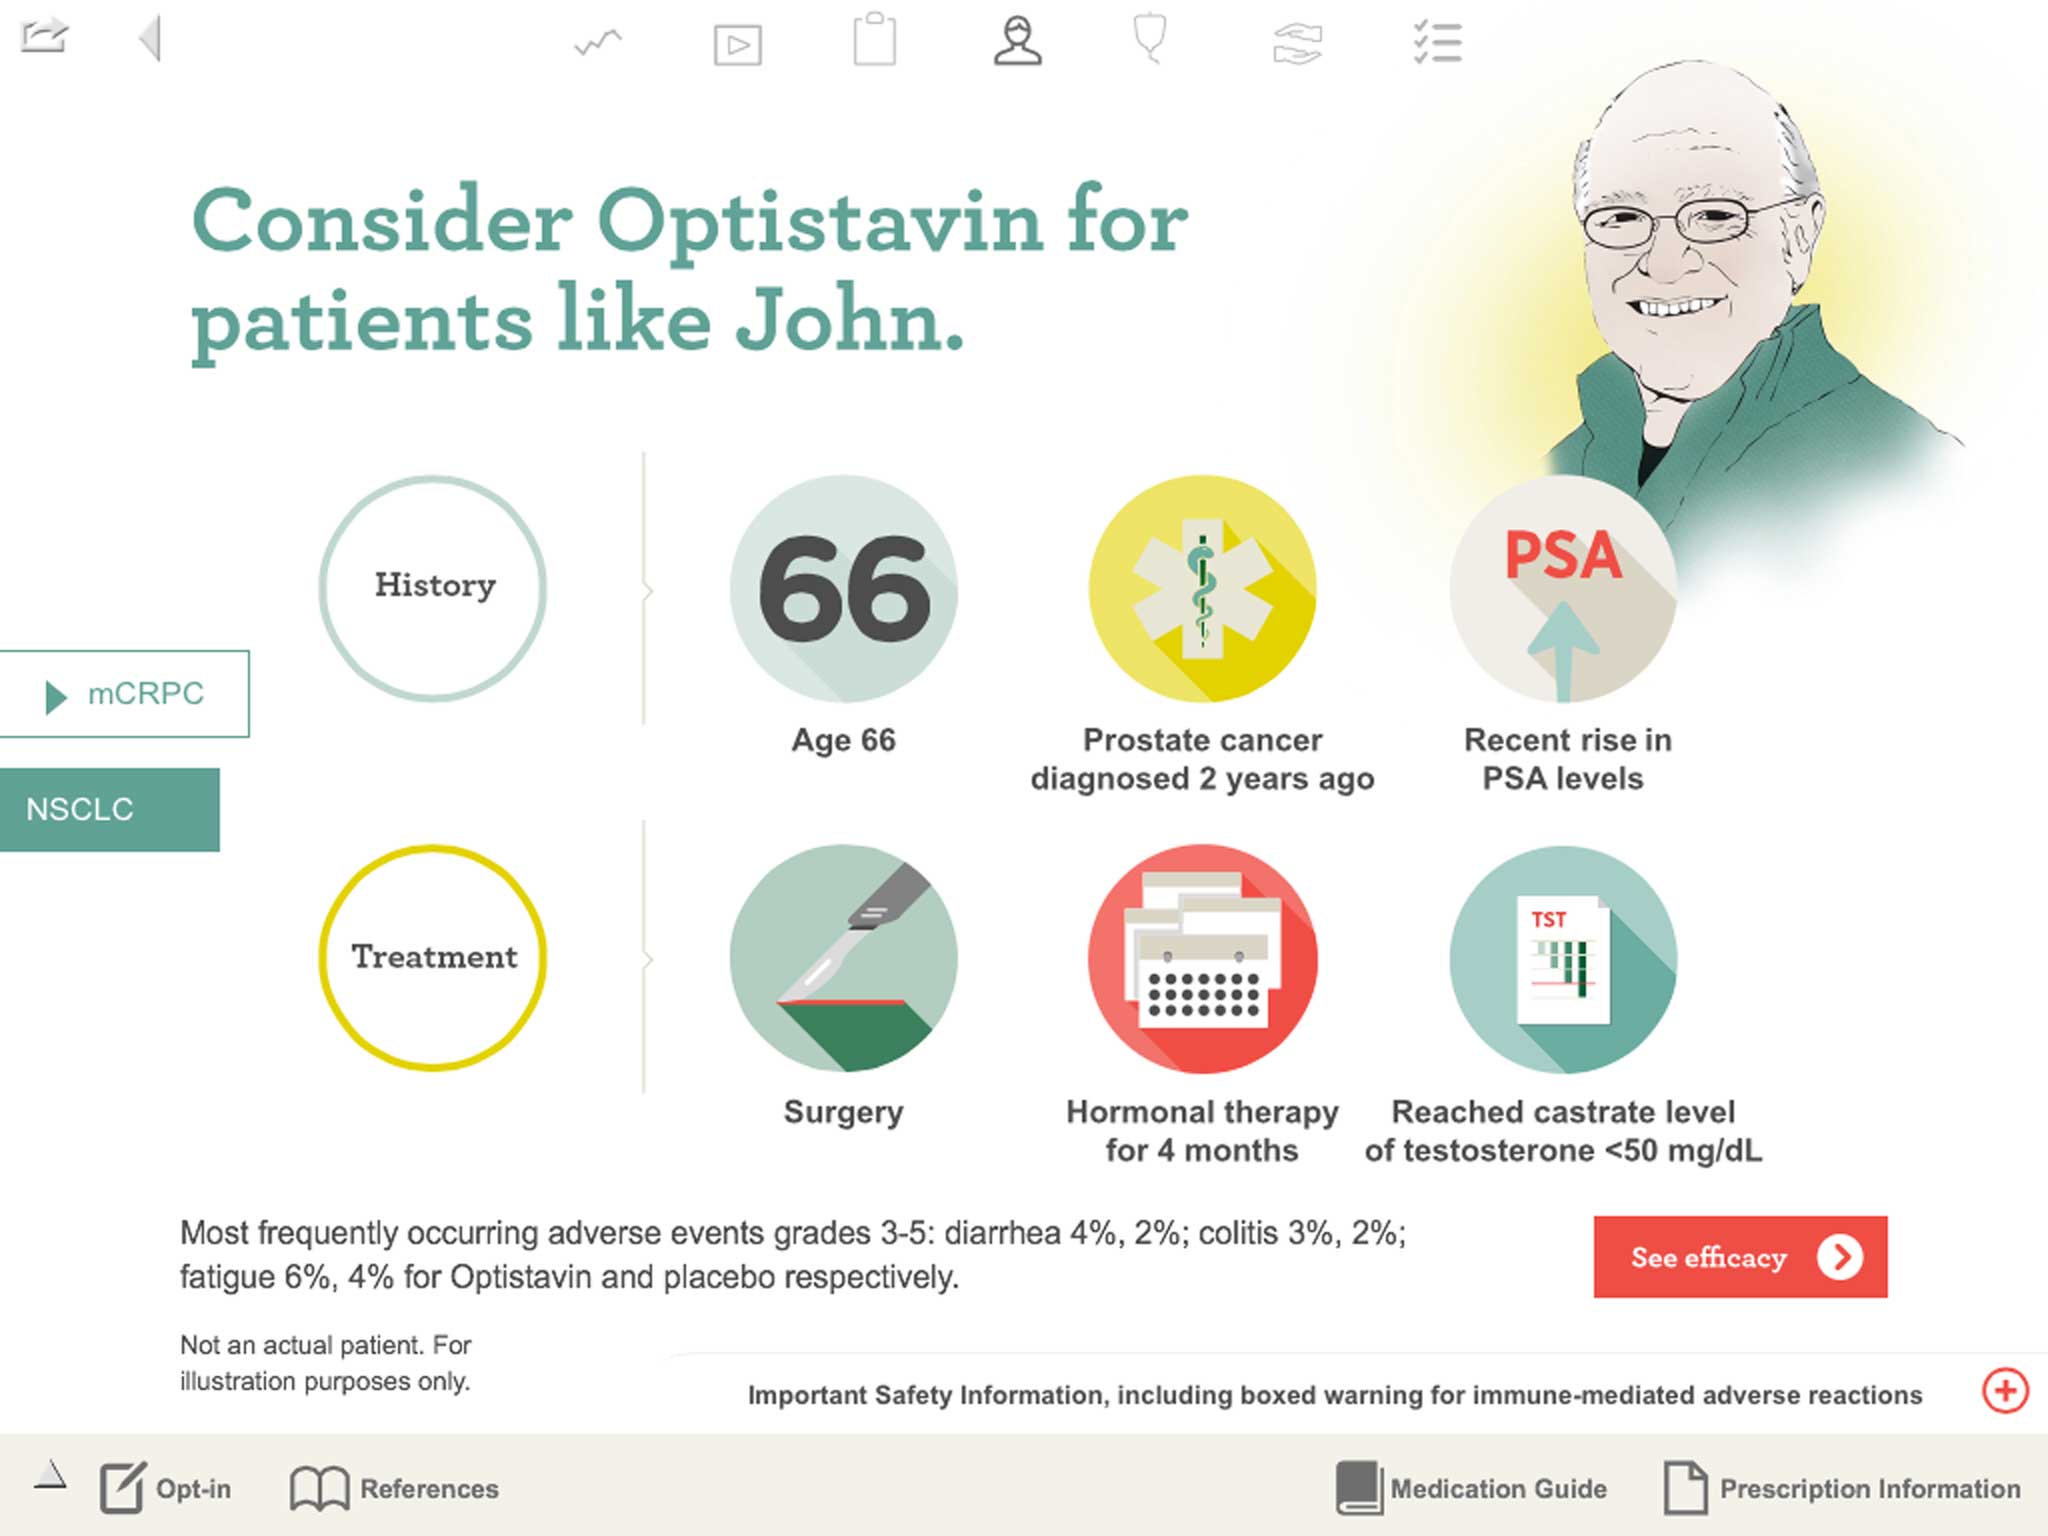 Consider Optistavin for
patients like John.
History
66
PSA
Age 66
Prostate cancer
diagnosed 2 years ago
Recent rise in
PSA levels
mCRPC
NSCLC
Treatment
TST
Surgery
Hormonal therapy
for 4 months
Reached castrate level
of testosterone <50 mg/dL
Most frequently occurring adverse events grades 3-5: diarrhea 4%, 2%; colitis 3%, 2%;
fatigue 6%, 4% for Optistavin and placebo respectively.
See efficacy
Not an actual patient. For
illustration purposes only.
Important Safety Information, including boxed warning for immune-mediated adverse reactions
Opt-in
References
Medication Guide
Prescription Information